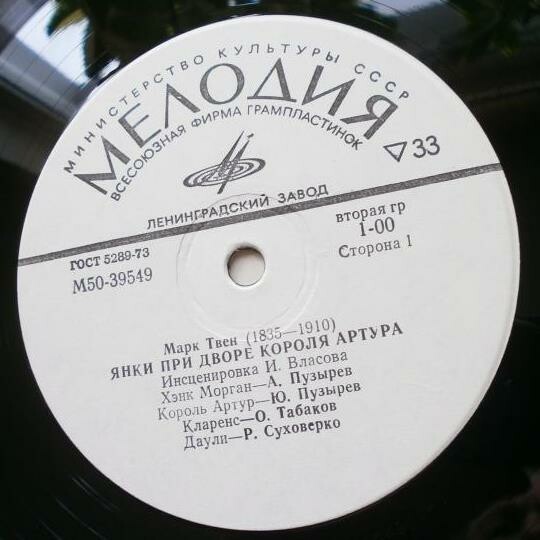 МИНИСТЕРСТВО КУЛЬТУРЫ СССР
МЕЛОДИЯ
ВСЕСОЮЗНАЯ ФИРМА ГРАМПЛАСТИНОК
33
ЛЕНИНГРАДСКИЙ ЗАВОД
ГОСТ 5289-73
М50-39549
вторая гр
1-00
Сторона 1
Марк Твен (1835—1910)
ЯНКИ ПРИ ДВОРЕ КОРОЛЯ АРТУРА
Инсценировка И. Власова
Хэнк Морган—А. Пузырев
Король Артур—Ю. Пузырев
Кларенс—О. Табаков
Даули—Р. Суховерко